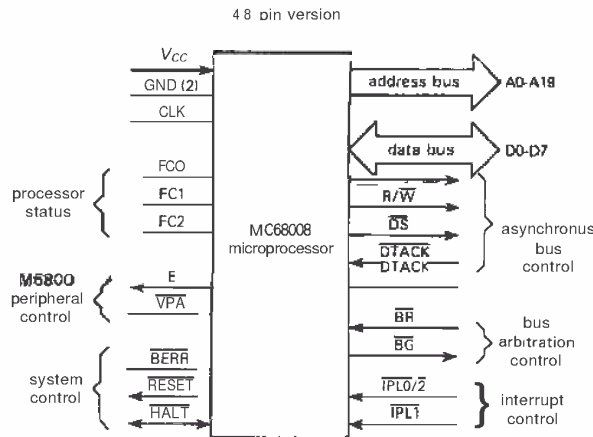 48 pin version
VCC
GND (2)
CLK
processor
status
FC0
FC1
FC2
M6800
peripheral
control
E
VPA
system
control
BERR
RESET
HALT
MC68008
microprocessor
address bus
A0-A19
data bus
D0-D7
R/W
DS
DTACK
DTACK
asynchronus
bus
control
BR
BG
bus
arbitration
control
IPL0/2
IPL1
interrupt
control